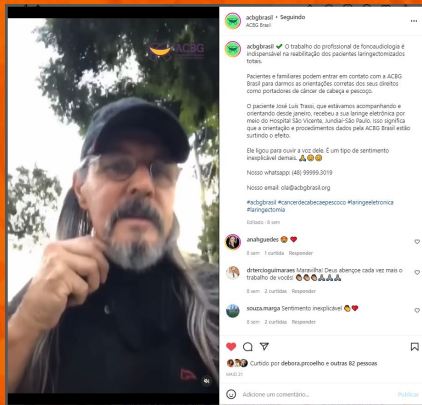 ACBG
acbgbrasil • Seguindo
ACBG Brasil
acbgbrasil ✔ O trabalho do profissional de fonoaudiologia é
indispensável na reabilitação dos pacientes laringectomizados
totais.
Pacientes e familiares podem entrar em contato com a ACBG
Brasil para darmos as orientações corretas dos seus direitos
como portadores de câncer de cabeça e pescoço.
O paciente José Luis Trassi, que estávamos acompanhando e
orientando desde janeiro, recebeu a sua laringe eletrônica por
meio do Hospital São Vicente, Jundiaí-São Paulo. Isso significa
que a orientação e procedimentos dados pela ACBG Brasil estão
surtindo o efeito.
Ele ligou para ouvir a voz dele. É um tipo de sentimento
inexplicável demais.
Nosso whatsapp: (48) 99999.3019
Nosso email: ola@acbgbrasil.org
#acbgbrasil #cancerdecabecaepescoco #laringeeletronica
#laringectomia
Editado · 8 sem
anahguedes 😍 ❤️
8 sem 1 curtida Responder
drtercioguimaraes Maravilha! Deus abençoe cada vez mais o
trabalho de vocês! 👏👏👏🙏🙏🙏
8 sem 2 curtidas Responder
souza.marga Sentimento inexplicável 👏❤️
8 sem 2 curtidas Responder
Curtido por debora.prcoelho e outras 82 pessoas
MAIO 31
Adicione um comentário...
Publicar